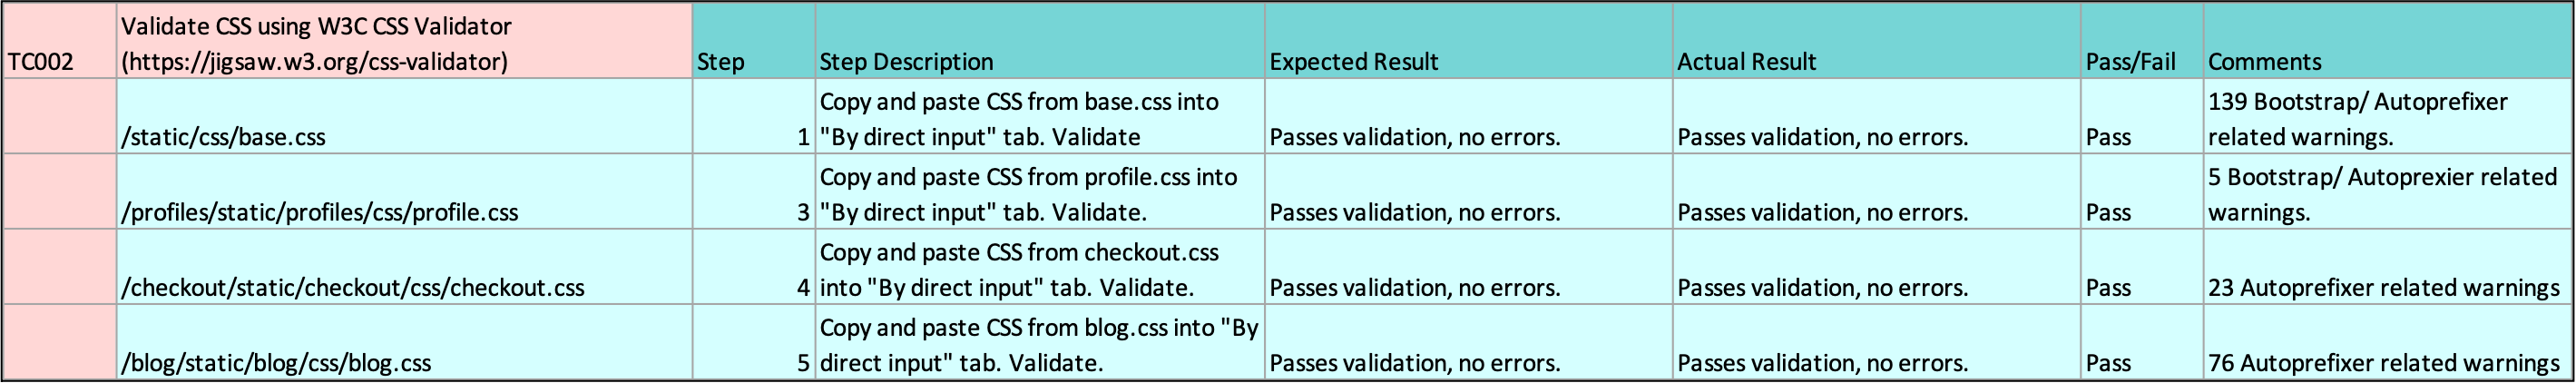 TC002 Validate CSS using W3C CSS Validator
(https://jigsaw.w3.org/css-validator) Step Step Description Expected Result Actual Result Pass/Fail Comments
/static/css/base.css 1 Copy and paste CSS from base.css into
"By direct input" tab. Validate Passes validation, no errors. Passes validation, no errors. Pass 139 Bootstrap/ Autoprefixer
related warnings.
/profiles/static/profiles/css/profile.css 3 Copy and paste CSS from profile.css into
"By direct input" tab. Validate. Passes validation, no errors. Passes validation, no errors. Pass 5 Bootstrap/ Autoprexier related
warnings.
/checkout/static/checkout/css/checkout.css 4 Copy and paste CSS from checkout.css
into "By direct input" tab. Validate. Passes validation, no errors. Passes validation, no errors. Pass 23 Autoprefixer related warnings
/blog/static/blog/css/blog.css 5 Copy and paste CSS from blog.css into "By
direct input" tab. Validate. Passes validation, no errors. Passes validation, no errors. Pass 76 Autoprefixer related warnings